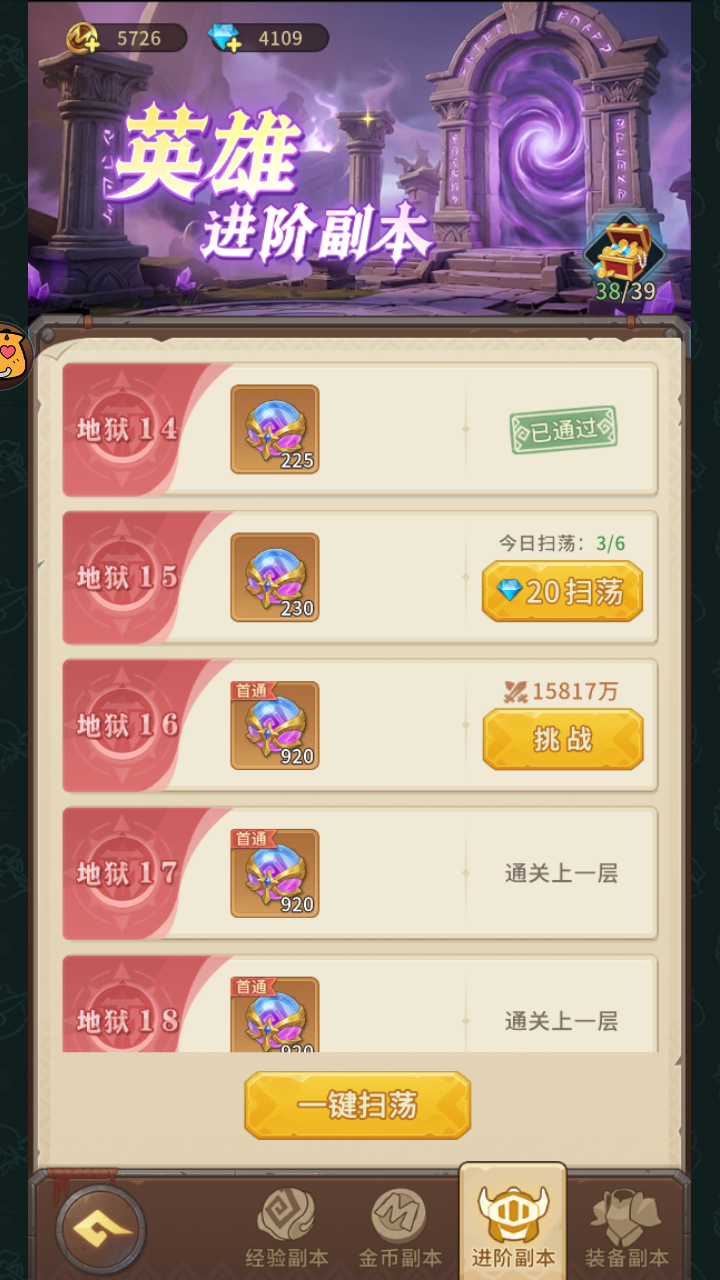 5726
4109
英雄
进阶副本
38/39
地狱14
225
已通过
地狱15
230
今日扫荡：3/6
20扫荡
地狱16
首通
920
15817万
挑战
地狱17
首通
920
通关上一层
地狱18
首通
920
通关上一层
一键扫荡
经验副本
金币副本
进阶副本
装备副本